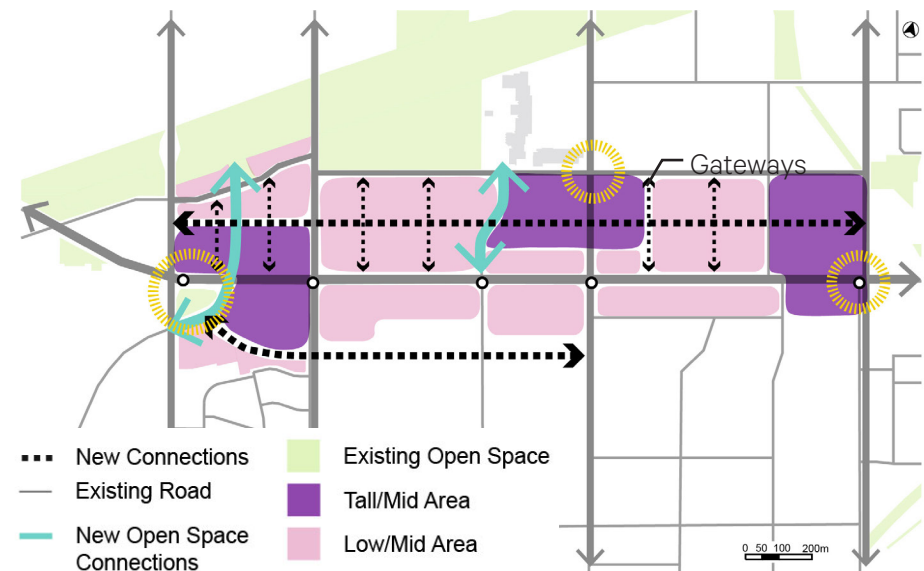 Gateways
New Connections
Existing Road
New Open Space
Connections
Existing Open Space
Tall/Mid Area
Low/Mid Area
0 50 100 200m